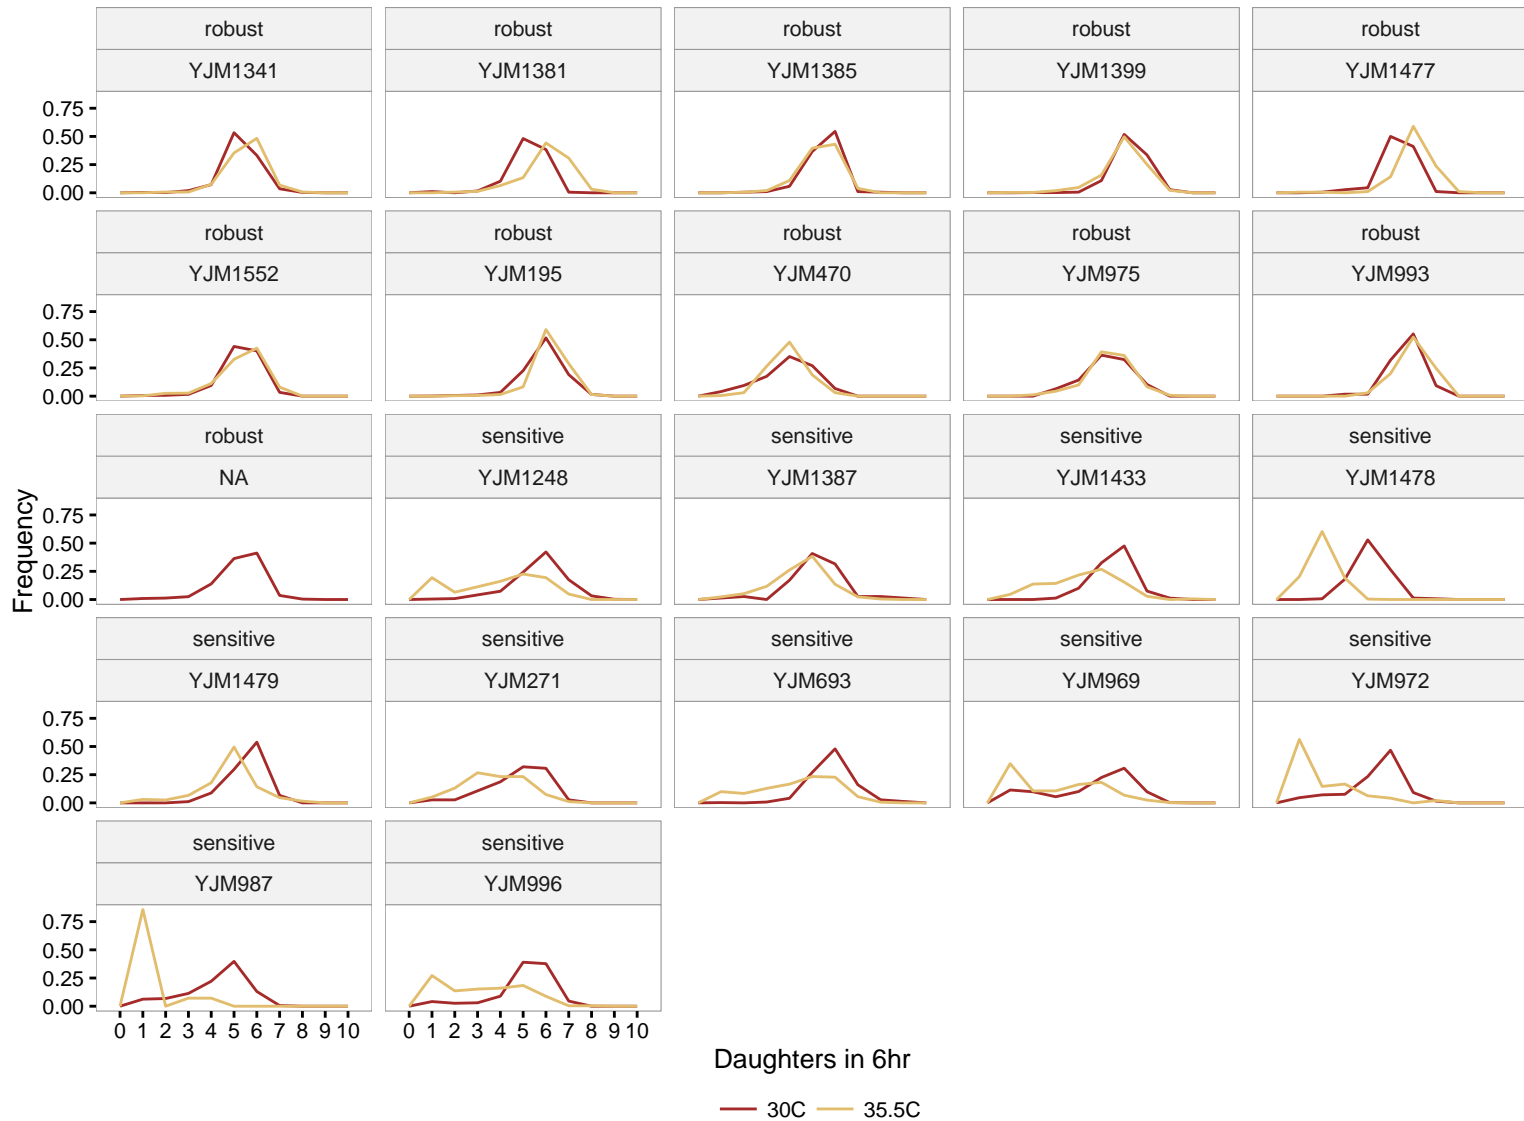 robust robust robust robust robust
YJM1341 YJM1381 YJM1385 YJM1399 YJM1477
0.75
0.50
0.25
0.00
robust robust robust robust robust
YJM1552 YJM195 YJM470 YJM975 YJM993
0.75
0.50
0.25
0.00
robust sensitive sensitive sensitive sensitive
NA YJM1248 YJM1387 YJM1433 YJM1478
0.75
0.50
0.25
0.00
Frequency
sensitive sensitive sensitive sensitive sensitive
YJM1479 YJM271 YJM693 YJM969 YJM972
0.75
0.50
0.25
0.00
sensitive sensitive
YJM987 YJM996
0.75
0.50
0.25
0.00
0 1 2 3 4 5 6 7 8 9 10 0 1 2 3 4 5 6 7 8 9 10
Daughters in 6hr
30C 35.5C